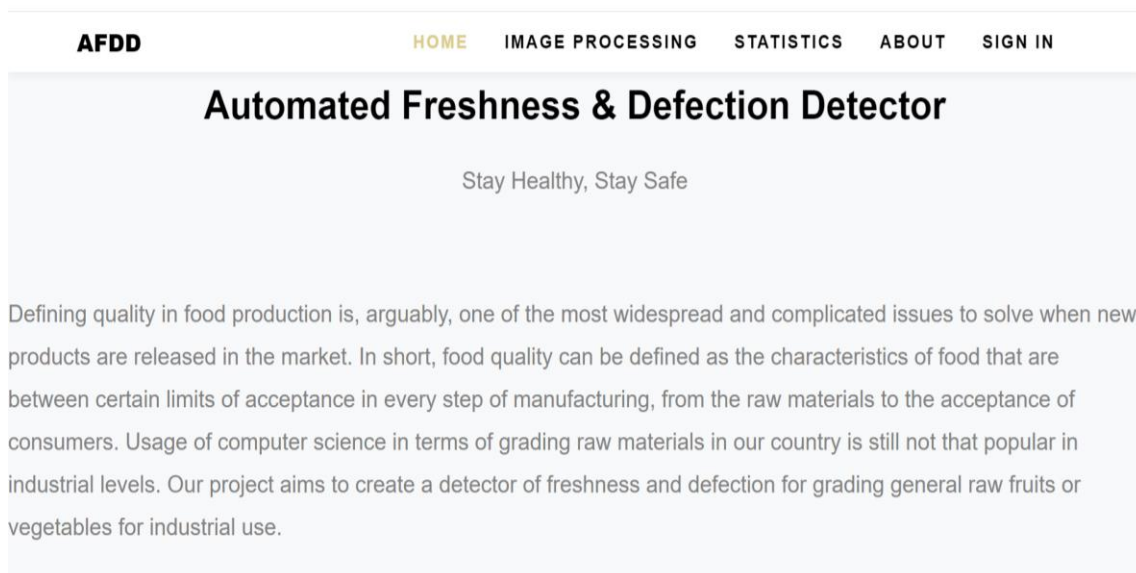 AFDD HOME IMAGE PROCESSING STATISTICS ABOUT SIGN IN
Automated Freshness & Defection Detector
Stay Healthy, Stay Safe
Defining quality in food production is, arguably, one of the most widespread and complicated issues to solve when new
products are released in the market. In short, food quality can be defined as the characteristics of food that are
between certain limits of acceptance in every step of manufacturing, from the raw materials to the acceptance of
consumers. Usage of computer science in terms of grading raw materials in our country is still not that popular in
industrial levels. Our project aims to create a detector of freshness and defection for grading general raw fruits or
vegetables for industrial use.